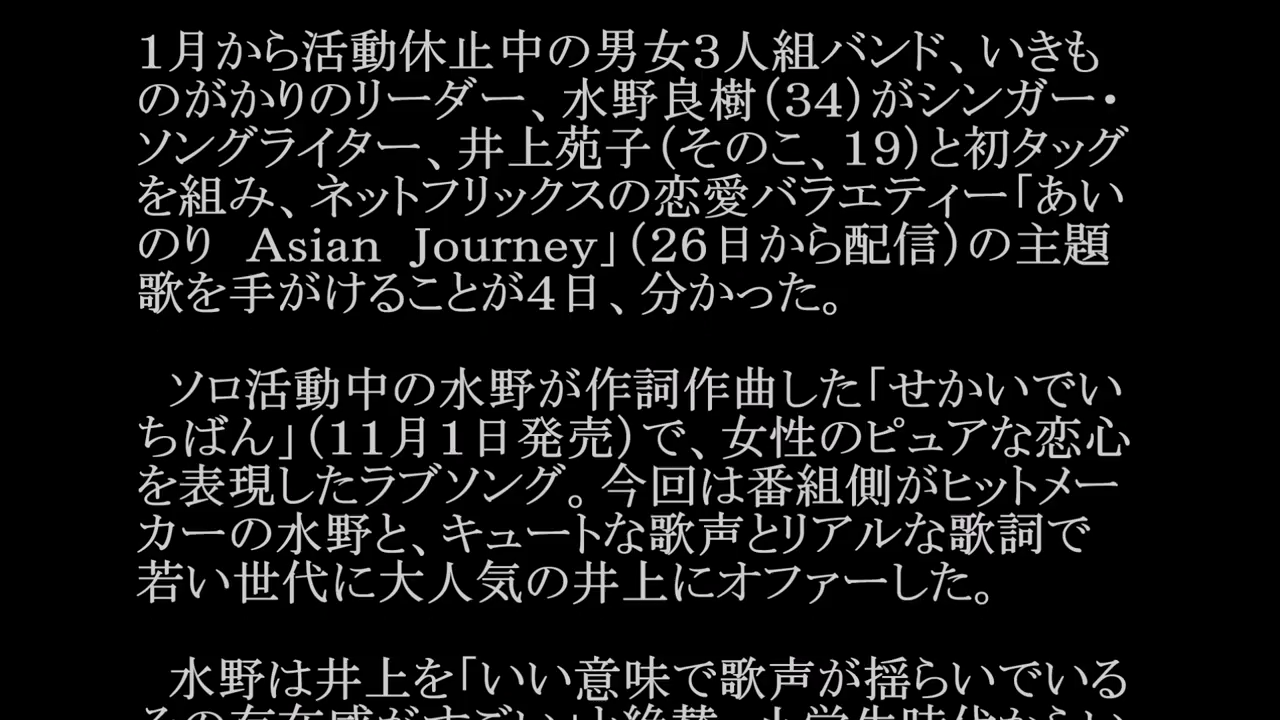 １月から活動休止中の男女３人組バンド、いきも
のがかりのリーダー、水野良樹（34）がシンガー・
ソングライター、井上苑子（そのこ、19）と初タッグ
を組み、ネットフリックスの恋愛バラエティー「あい
のり　Asian　Journey」（26日から配信）の主題
歌を手がけることが４日、分かった。
　ソロ活動中の水野が作詞作曲した「せかいでい
ちばん」（11月１日発売）で、女性のピュアな恋心
を表現したラブソング。今回は番組側がヒットメー
カーの水野と、キュートな歌声とリアルな歌詞で
若い世代に大人気の井上にオファーした。
　水野は井上を「いい意味で歌声が揺らいでいる